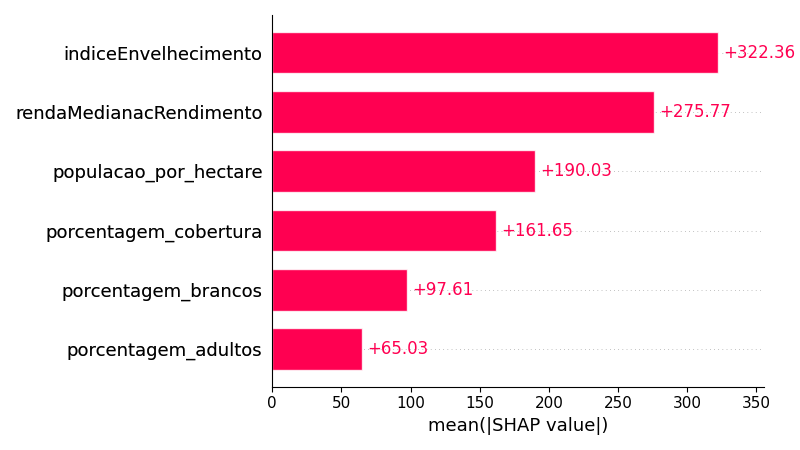 indiceEnvelhecimento +322.36
rendaMedianacRendimento +275.77
populacao_por_hectare +190.03
porcentagem_cobertura +161.65
porcentagem_brancos +97.61
porcentagem_adultos +65.03
0 50 100 150 200 250 300 350
mean(|SHAP value|)